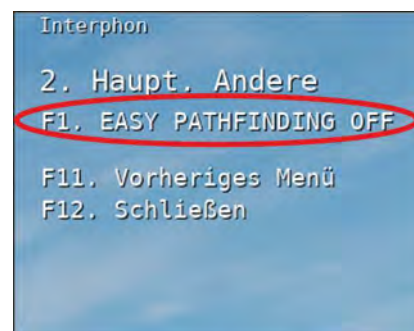 Interphon
2. Haupt. Andere
F1. EASY PATHFINDING OFF
F11. Vorheriges Menü
F12. Schließen